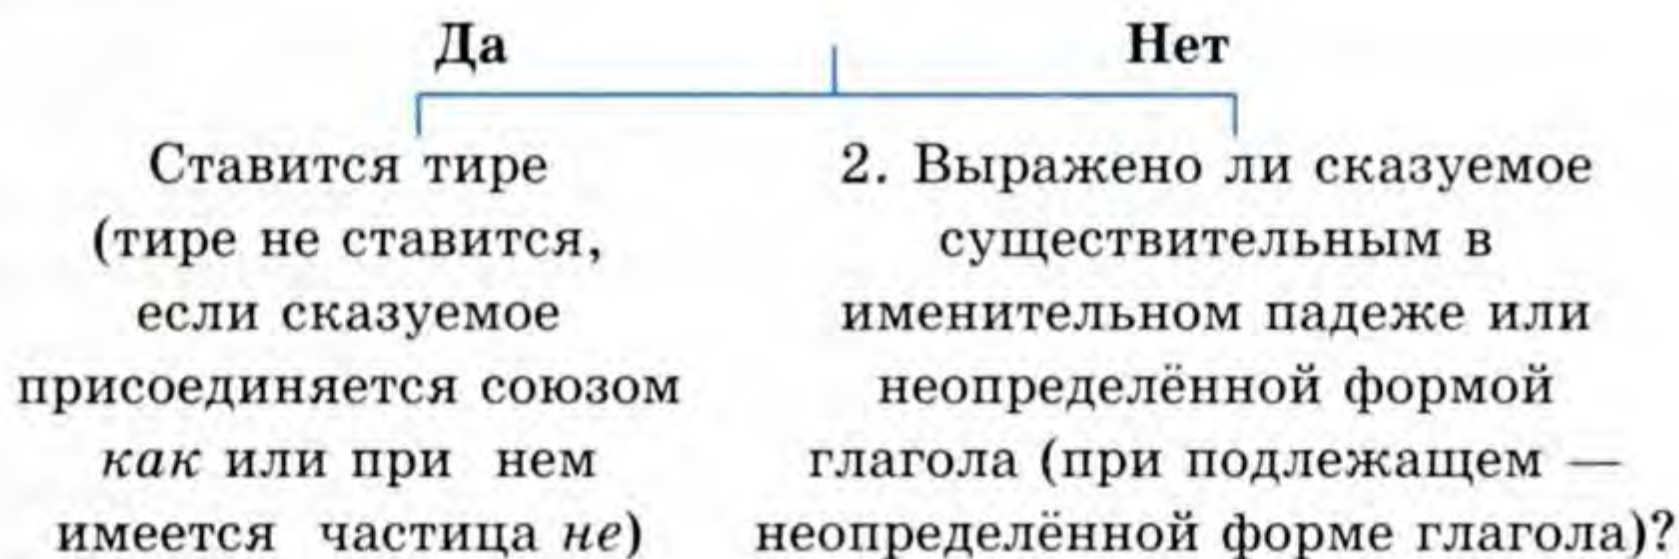 Да
Нет
Ставится тире
(тире не ставится,
если сказуемое
присоединяется союзом
как или при нем
имеется частица не)
2. Выражено ли сказуемое
существительным в
именительном падеже или
неопределённой формой
глагола (при подлежащем —
неопределённой форме глагола)?